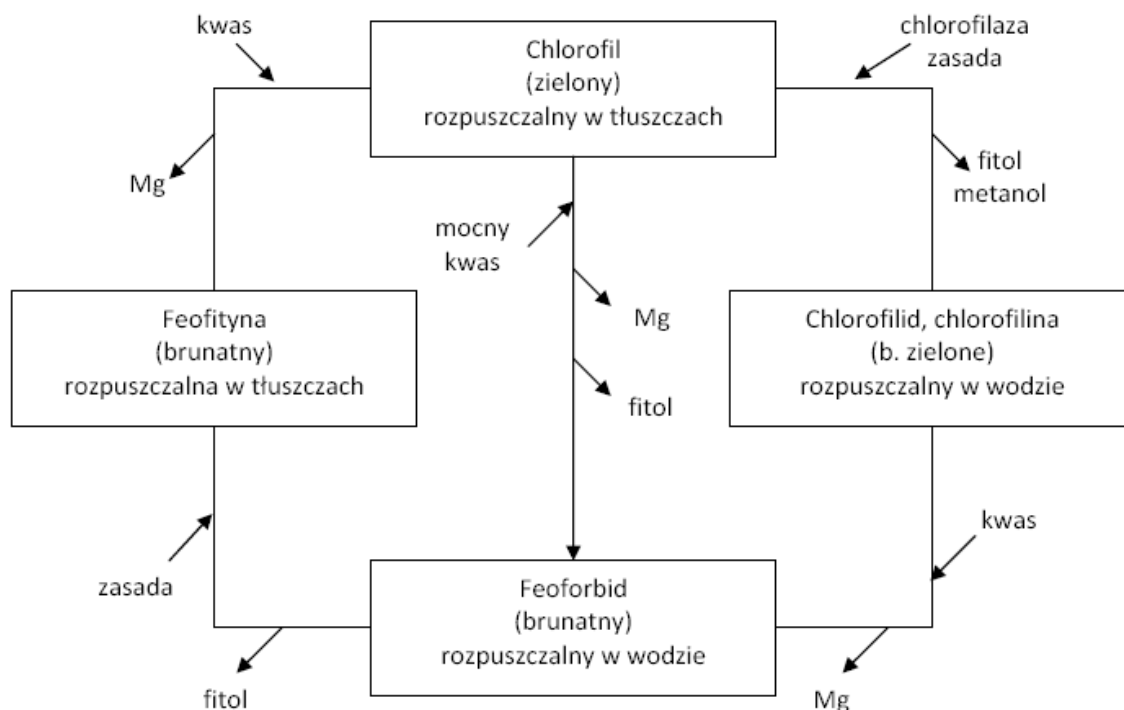 kwas
Chlorofil
(zielony)
rozpuszczalny w tłuszczach
chlorofilaza
zasada
Mg
fitol
metanol
mocny
kwas
Feofityna
(brunatny)
rozpuszczalna w tłuszczach
Mg
Chlorofilid, chlorofilina
(b. zielone)
rozpuszczalny w wodzie
fitol
kwas
zasada
Feoforbid
(brunatny)
rozpuszczalny w wodzie
fitol
Mg